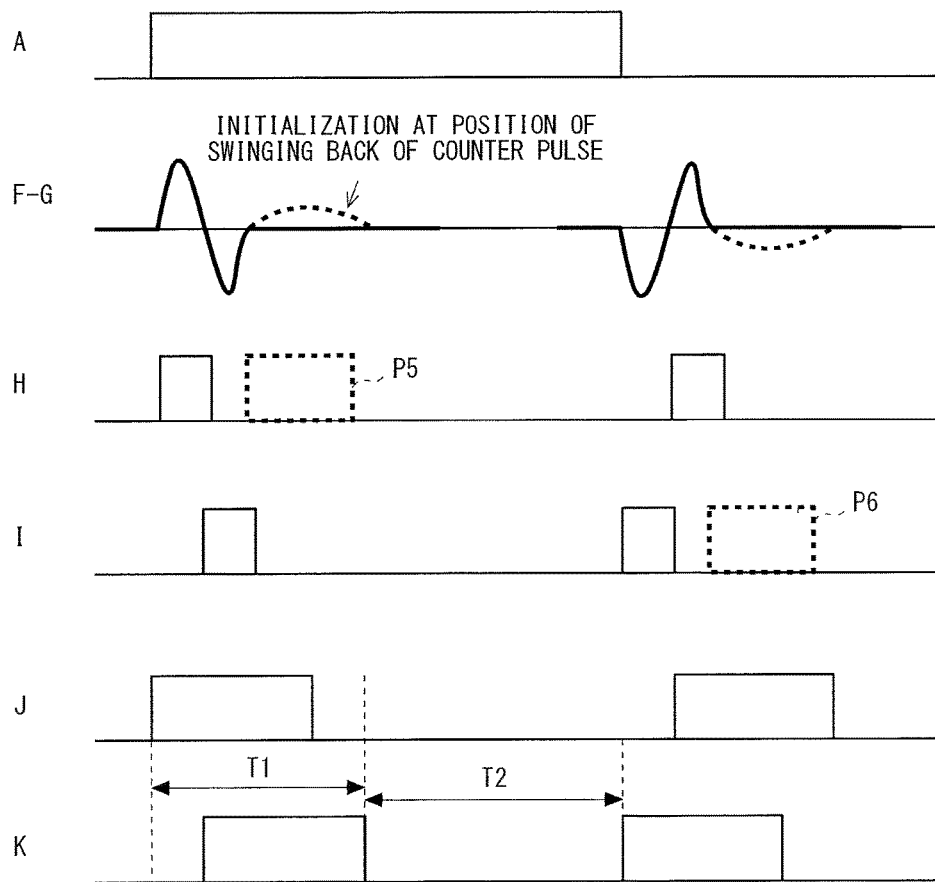 A
INITIALIZATION AT POSITION OF
SWINGING BACK OF COUNTER PULSE
F-G
H
P5
I
P6
J
T1
T2
K